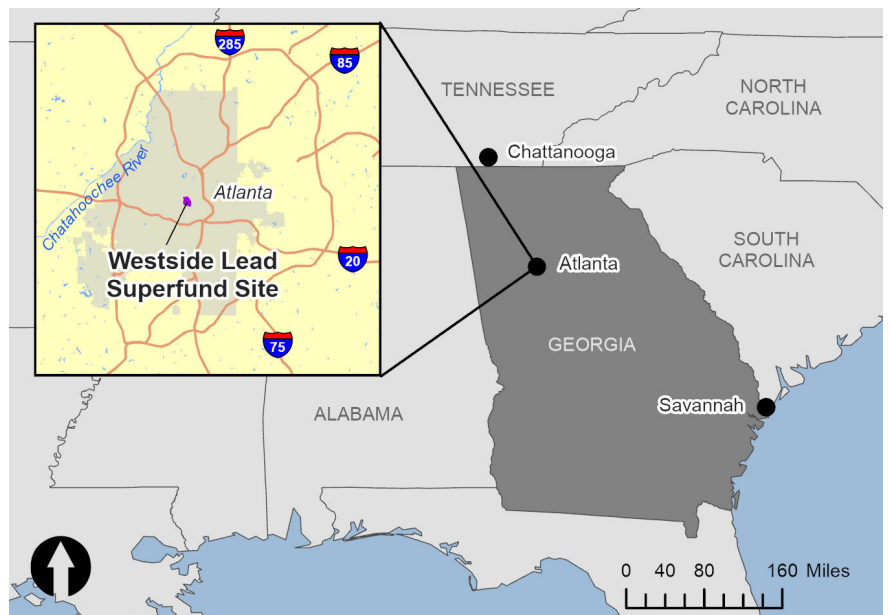 285
85
Chatahoochee River
Atlanta
Westside Lead
Superfund Site
20
75
TENNESSEE
NORTH
CAROLINA
Chattanooga
SOUTH
CAROLINA
Atlanta
GEORGIA
Savannah
ALABAMA
0 40 80 160 Miles